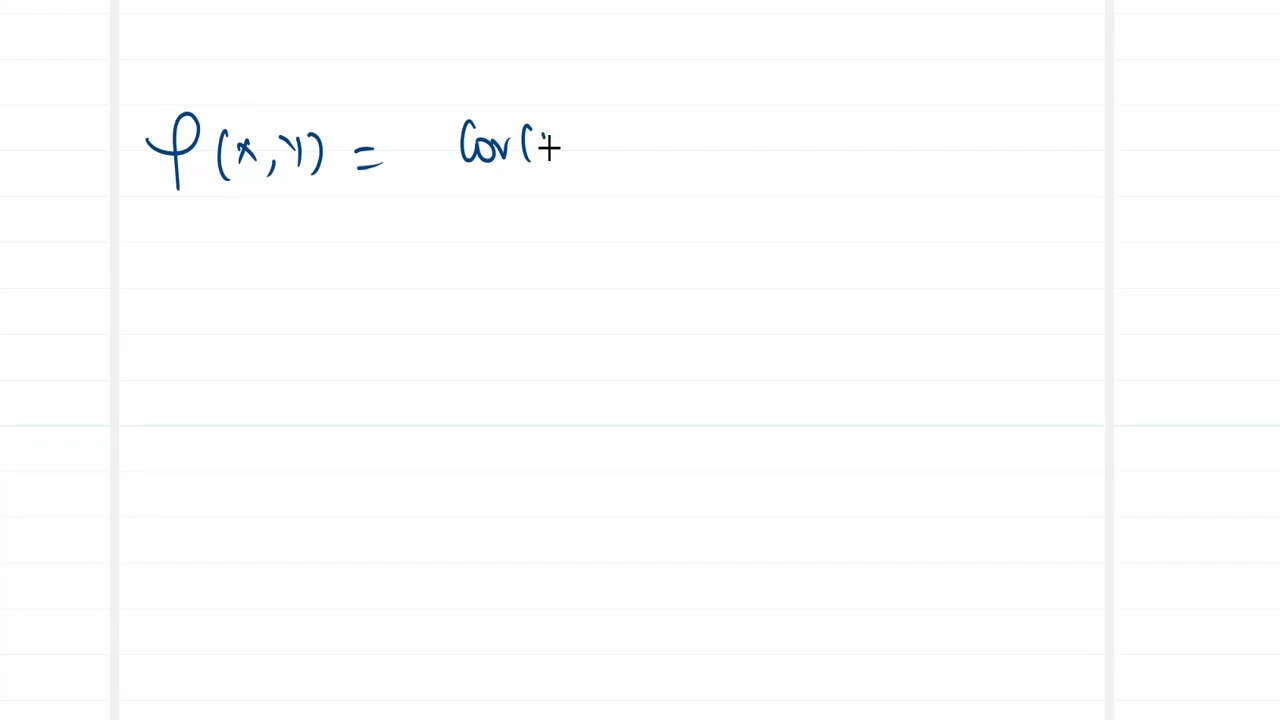 φ(x,y) = Cov(